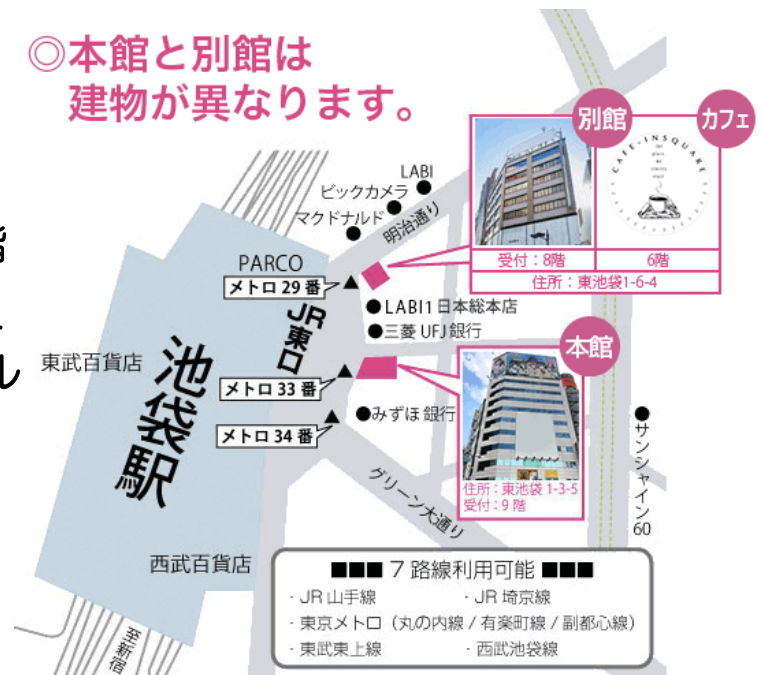 ◎本館と別館は
建物が異なります。
別館
カフェ
CAFE・INSQUARE
受付：8階
6階
住所：東池袋1-6-4
LABI
ビックカメラ
マクドナルド
明治通り
PARCO
メトロ 29 番
JR東口
●LABI1 日本総本店
●三菱 UFJ 銀行
階
ル
東武百貨店
池袋駅
メトロ 33 番
本館
メトロ 34 番
●みずほ銀行
住所：東池袋 1-3-5
受付：9 階
●サンシャイン60
グリーン大通り
西武百貨店
■■■ 7 路線利用可能 ■■■
· JR 山手線
· JR 埼京線
· 東京メトロ（丸の内線 / 有楽町線 / 副都心線）
· 東武東上線
· 西武池袋線
至新宿